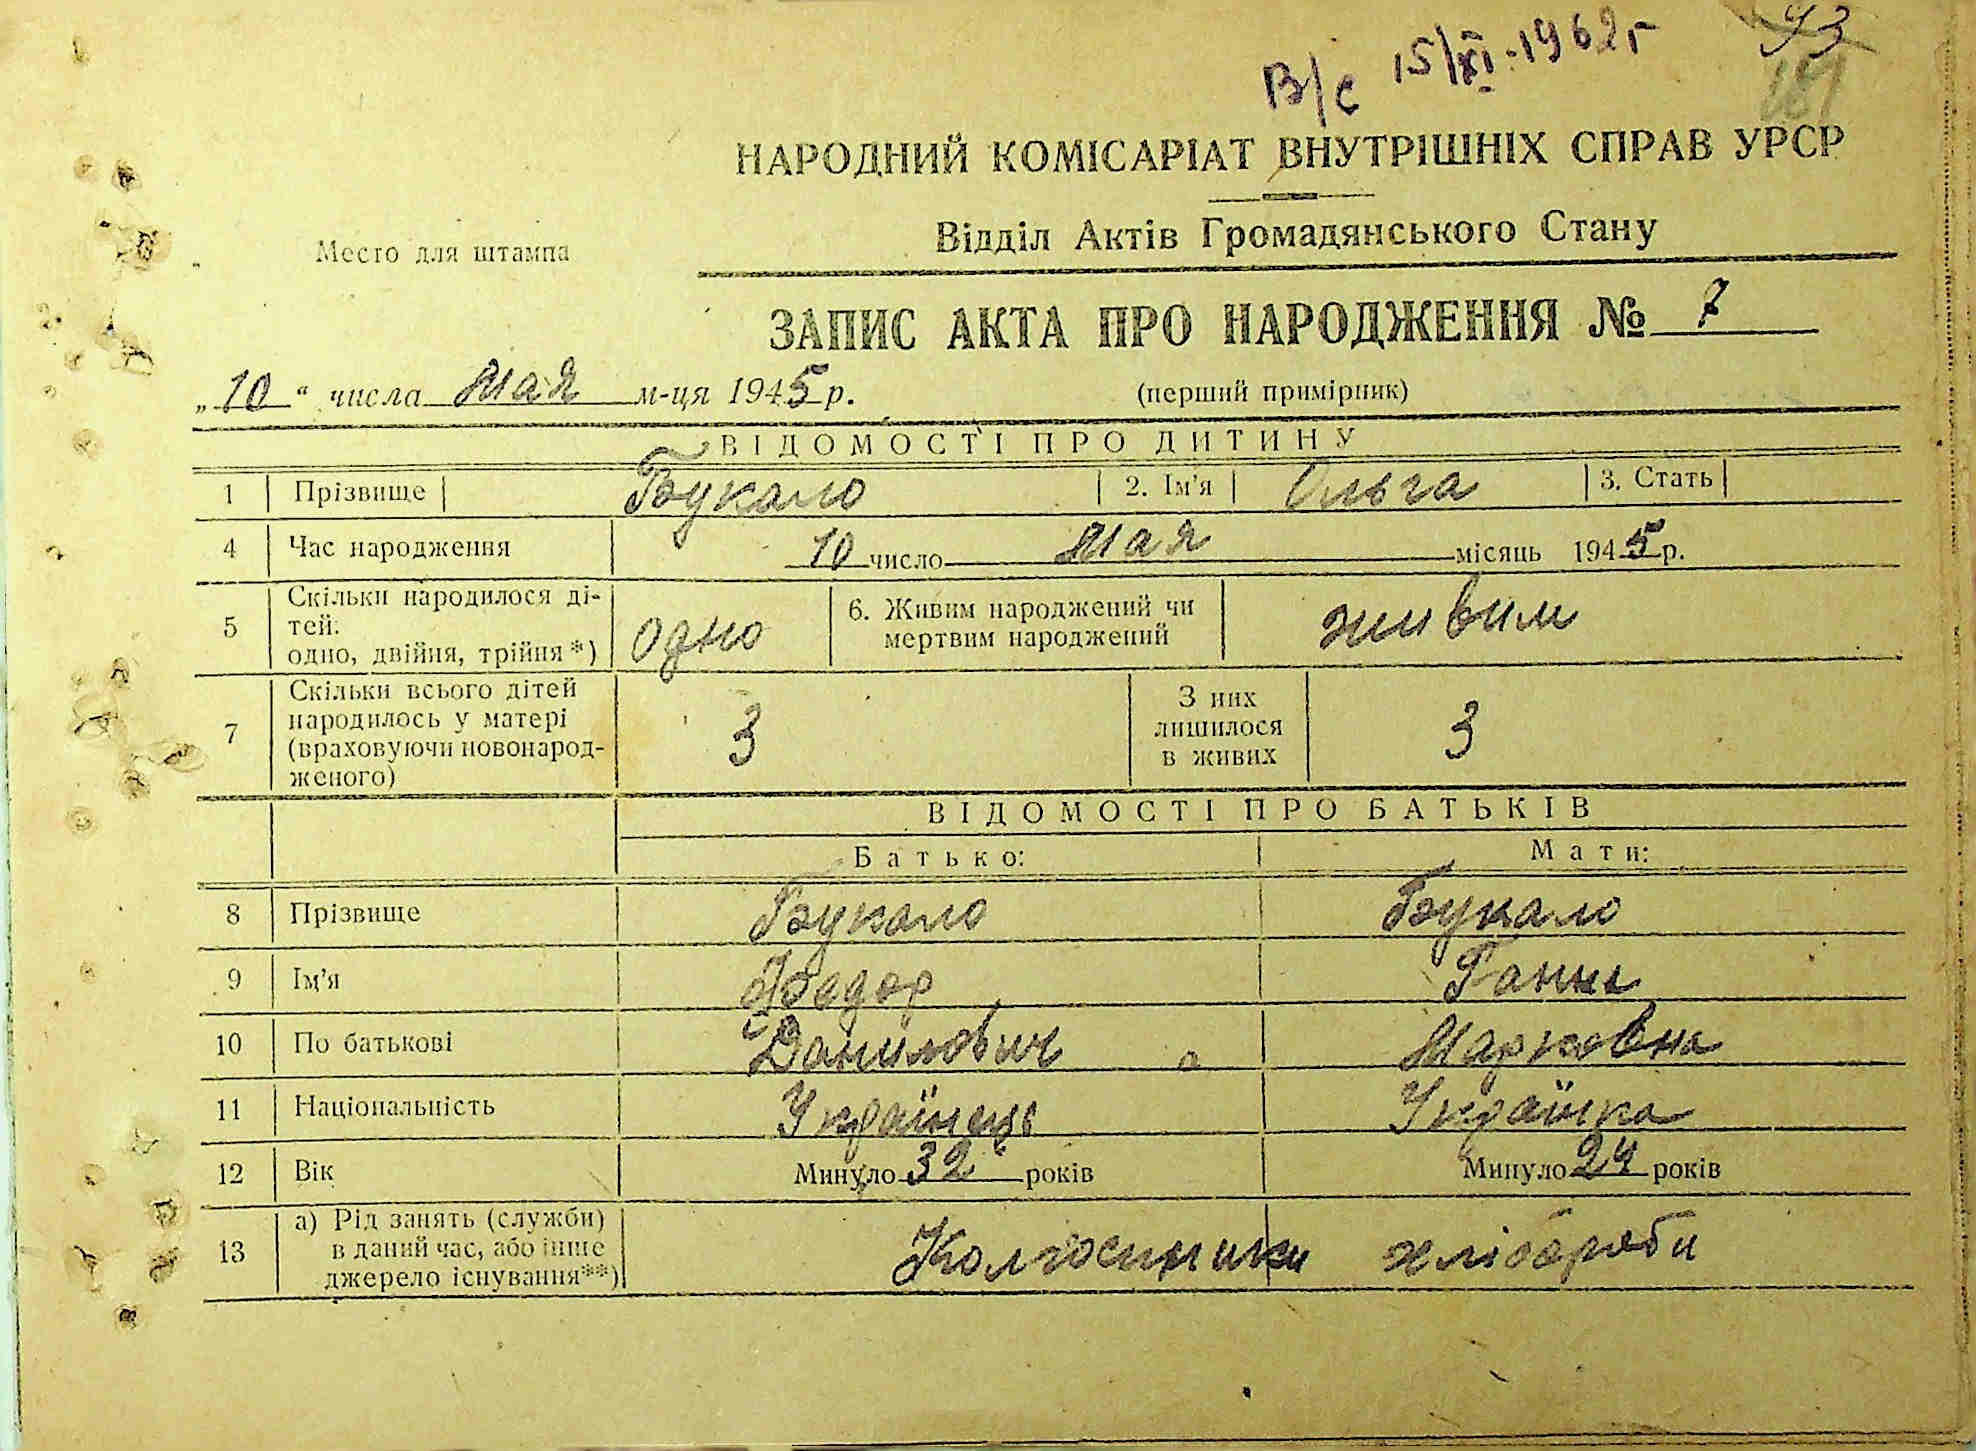 В/с 15/XI-1962 г
43
НАРОДНИЙ КОМІСАРІАТ ВНУТРІШНІХ СПРАВ УРСР
Відділ Актів Громадянського Стану
Место для штампа
ЗАПИС АКТА ПРО НАРОДЖЕННЯ № 7
„10“ числа мая м-ця 1945 р. (перший примірник)
ВІДОМОСТІ ПРО ДИТИНУ
1 Прізвище Букало 2. Ім'я Ольга 3. Стать
4 Час народження 10 число мая місяць 1945 р.
5 Скільки народилося ді-
тей:
одно, двійня, трійня *) одно 6. Живим народжений чи
мертвим народжений живим
7 Скільки всього дітей
народилось у матері
(враховуючи новонарод-
женого) 3 З них
лишилося
в живих 3
ВІДОМОСТІ ПРО БАТЬКІВ
Батько: Мати:
8 Прізвище Букало Букало
9 Ім'я Федор Ганна
10 По батькові Данилович Марковна
11 Національність Українець Українка
12 Вік Минуло 32 років Минуло 24 років
13 а) Рід занять (служби)
в даний час, або інше
джерело існування**) Колгоспники хлібороби